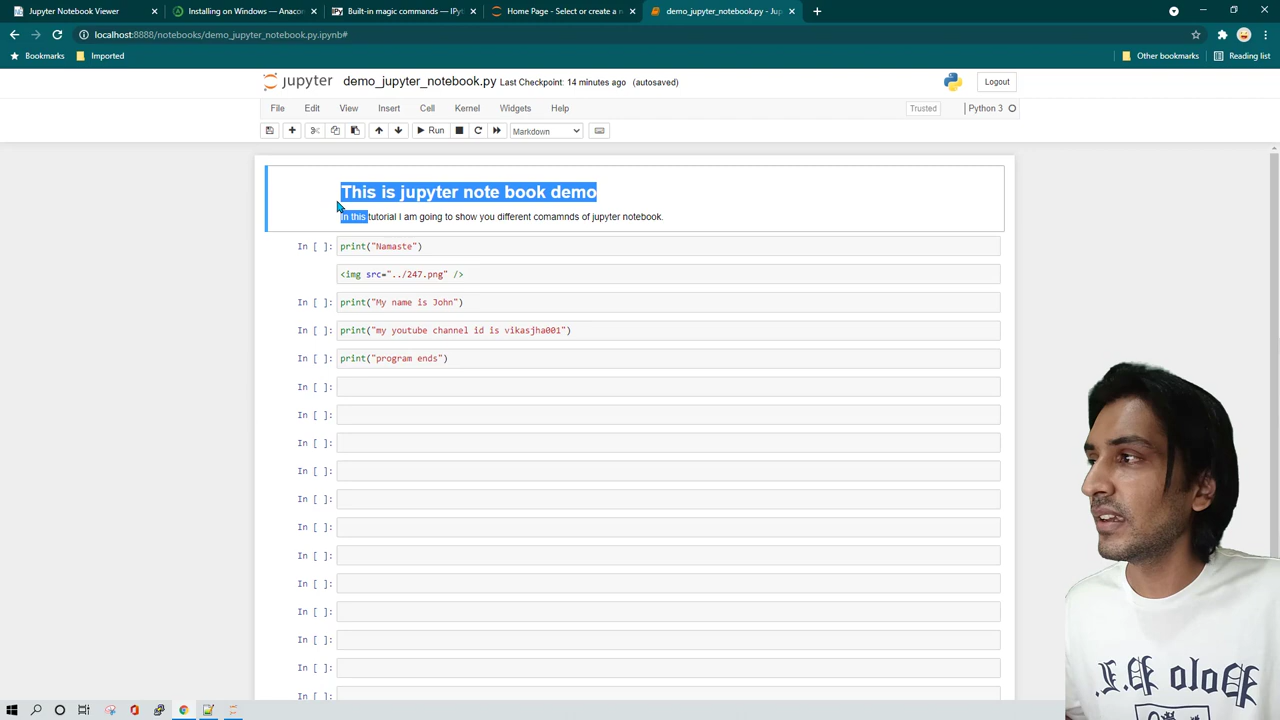 Jupyter Notebook Viewer
Installing on Windows — Anacon
Built-in magic commands — IPyt
Home Page - Select or create a n
demo_jupyter_notebook.py - Jup
localhost:8888/notebooks/demo_jupyter_notebook.py.ipynb#
Bookmarks
Imported
Other bookmarks
Reading list
jupyter
demo_jupyter_notebook.py Last Checkpoint: 14 minutes ago (autosaved)
Logout
File Edit View Insert Cell Kernel Widgets Help
Trusted
Python 3
Run
Markdown
This is jupyter note book demo
In this tutorial I am going to show you different comamnds of jupyter notebook.
In [ ]: print("Namaste")
<img src="../247.png" />
In [ ]: print("My name is John")
In [ ]: print("my youtube channel id is vikasjha001")
In [ ]: print("program ends")
In [ ]:
In [ ]:
In [ ]:
In [ ]:
In [ ]:
In [ ]:
In [ ]:
In [ ]:
In [ ]:
In [ ]:
In [ ]:
In [ ]: